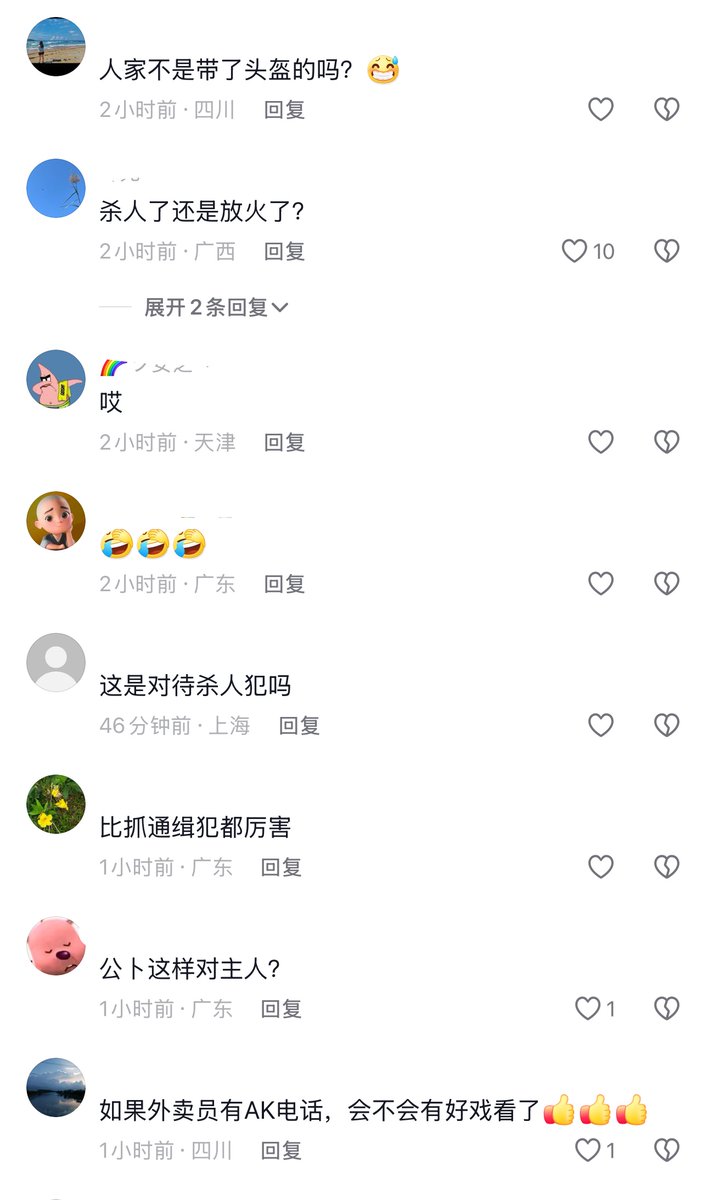 人家不是带了头盔的吗?😅
2小时前·四川 回复
杀人了还是放火了?
2小时前·广西 回复 10
展开2条回复
哎
2小时前·天津 回复
🤣🤣🤣
2小时前·广东 回复
这是对待杀人犯吗
46分钟前·上海 回复
比抓通缉犯都厉害
1小时前·广东 回复
公卜这样对主人?
1小时前·广东 回复 1
如果外卖员有AK电话，会不会有好戏看了👍👍👍
1小时前·四川 回复 1